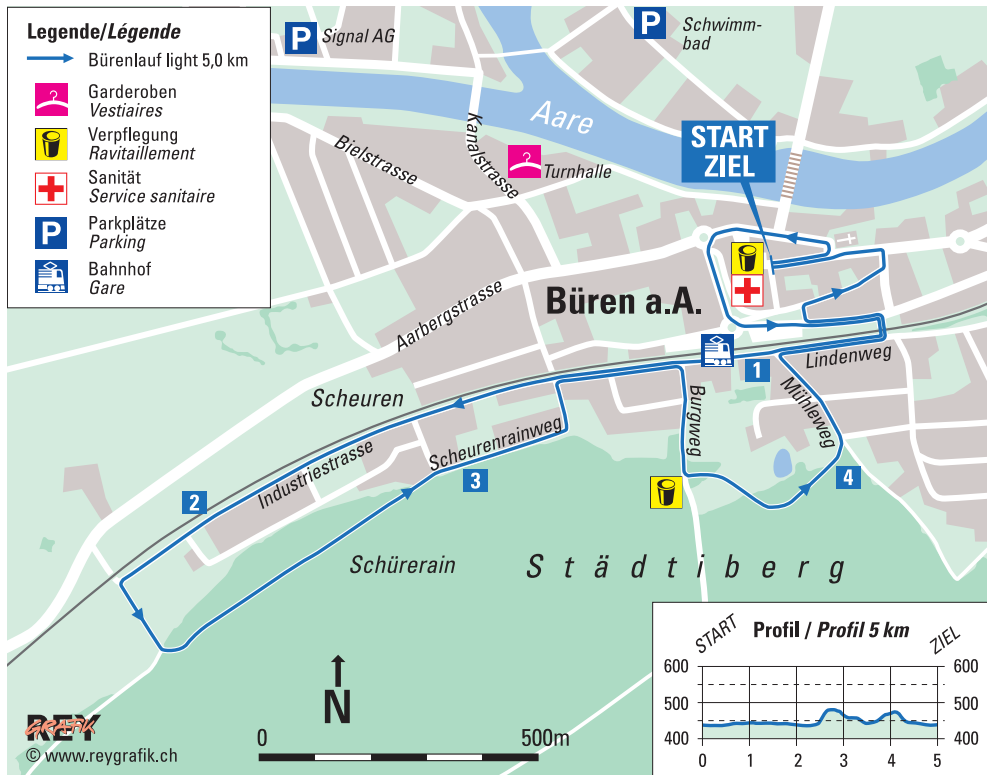 Legende/Légende
Bürenlauf light 5,0 km
Garderoben
Vestiaires
Verpflegung
Ravitaillement
Sanität
Service sanitaire
P
Parkplätze
Parking
Bahnhof
Gare
P
Signal AG
P
Schwimm-
bad
Aare
START
ZIEL
Bielstrasse
Kanalstrasse
Turnhalle
Büren a.A.
Aarbergstrasse
Lindenweg
1
Mühleweg
Burgweg
Scheuren
Scheurenrainweg
Industriestrasse
2
3
4
Schürerain
Städtiberg
N
0 500m
REY
GRAFIK
© www.reygrafik.ch
START
Profil / Profil 5 km
ZIEL
600 600
500 500
400 400
0 1 2 3 4 5